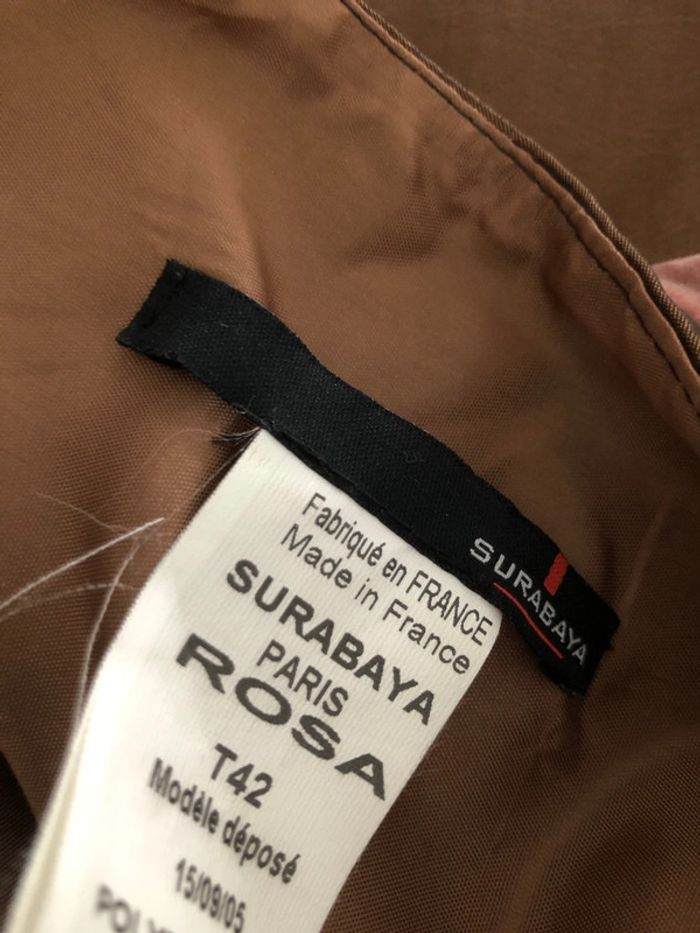 SURABAYA
Fabriqué en FRANCE
Made in France
SURABAYA
PARIS
ROSA
T42
Modèle déposé
15/09/05